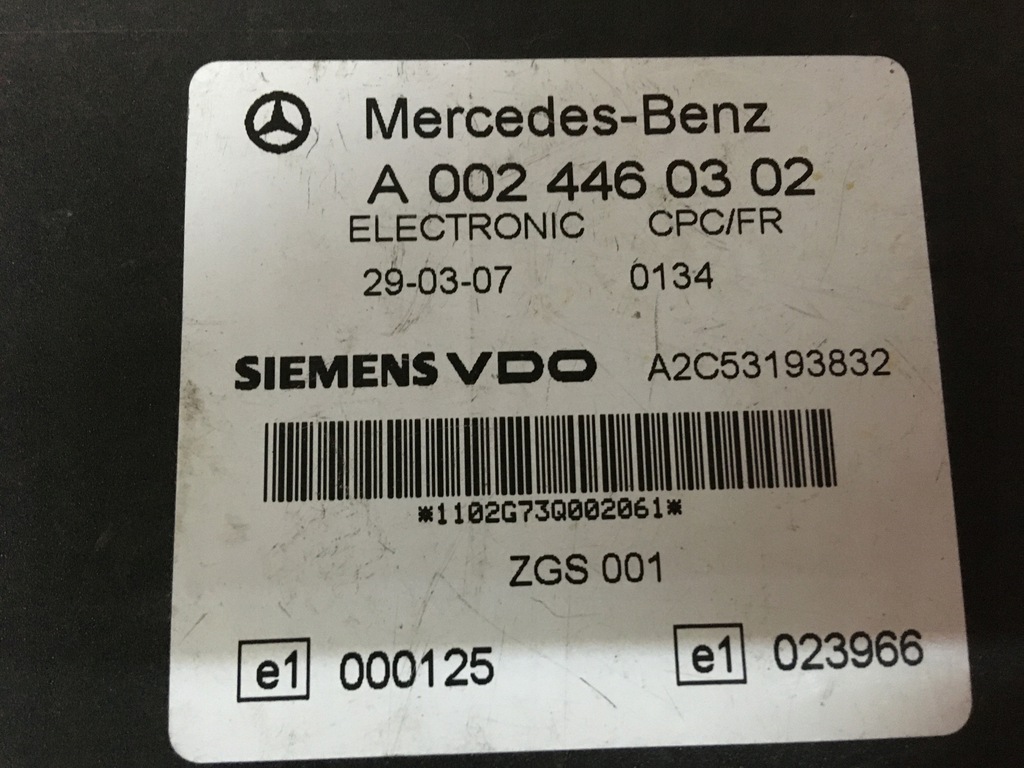 Mercedes-Benz
A 002 446 03 02
ELECTRONIC CPC/FR
29-03-07 0134
SIEMENS VDO A2C53193832
*1102G73Q002061*
ZGS 001
e1 000125 e1 023966